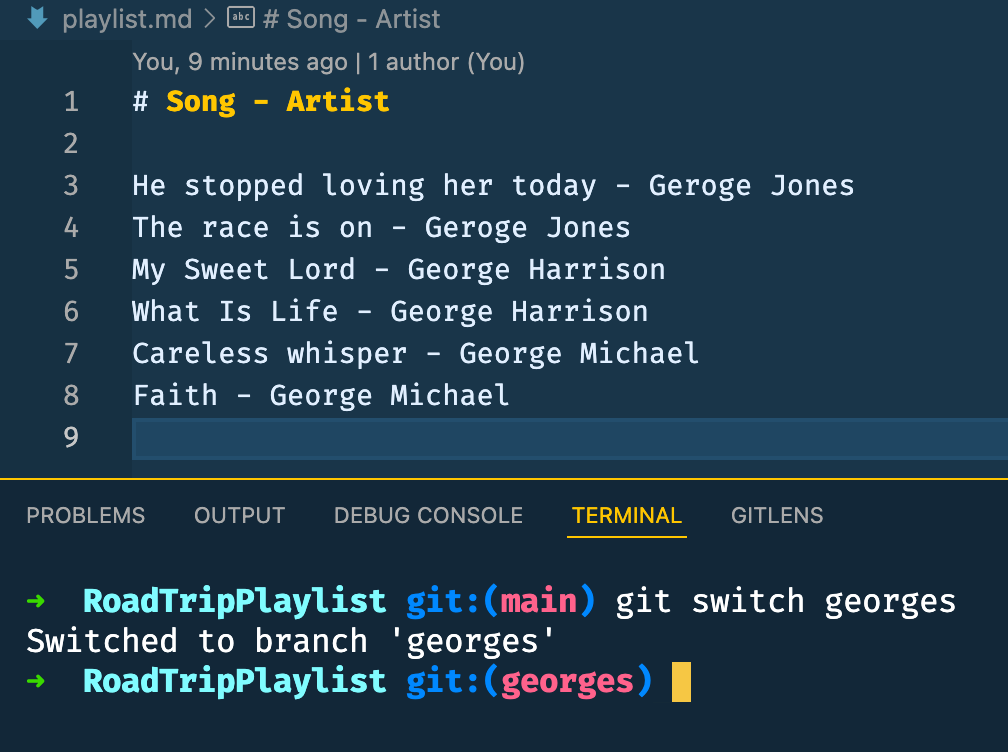 playlist.md > abc # Song - Artist
You, 9 minutes ago | 1 author (You)
1 # Song - Artist
2
3 He stopped loving her today - Geroge Jones
4 The race is on - Geroge Jones
5 My Sweet Lord - George Harrison
6 What Is Life - George Harrison
7 Careless whisper - George Michael
8 Faith - George Michael
9
PROBLEMS OUTPUT DEBUG CONSOLE TERMINAL GITLENS
→ RoadTripPlaylist git:(main) git switch georges
Switched to branch 'georges'
→ RoadTripPlaylist git:(georges)